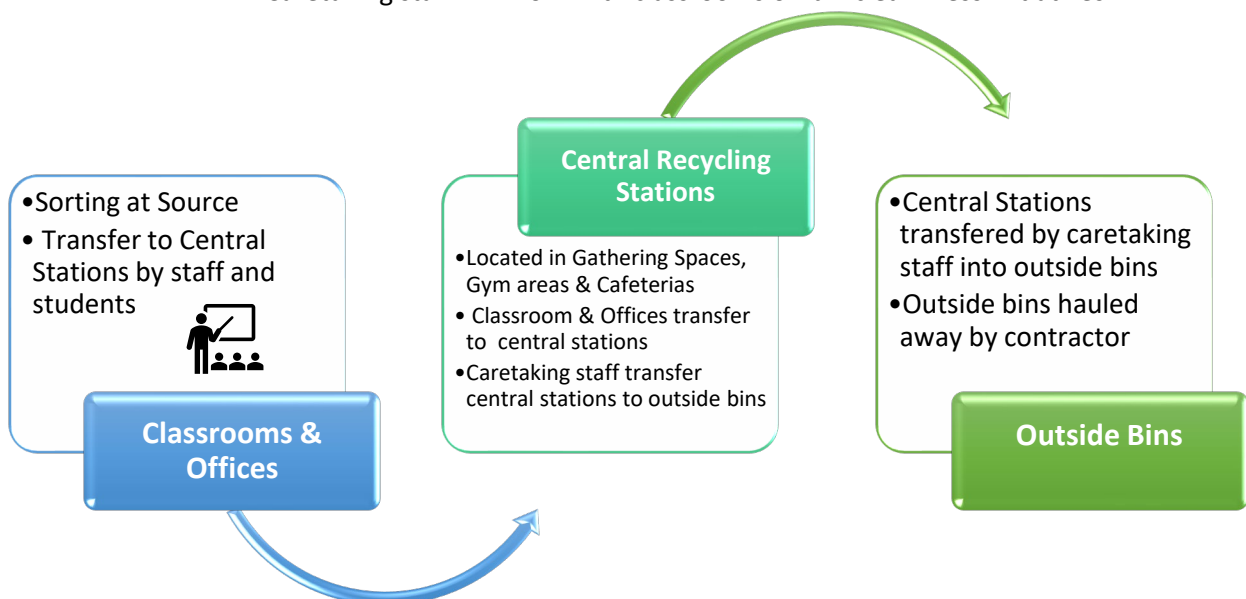 •Sorting at Source
• Transfer to Central
Stations by staff and
students
Classrooms &
Offices
Central Recycling
Stations
•Located in Gathering Spaces,
Gym areas & Cafeterias
• Classroom & Offices transfer
to central stations
•Caretaking staff transfer
central stations to outside bins
•Central Stations
transfered by caretaking
staff into outside bins
•Outside bins hauled
away by contractor
Outside Bins